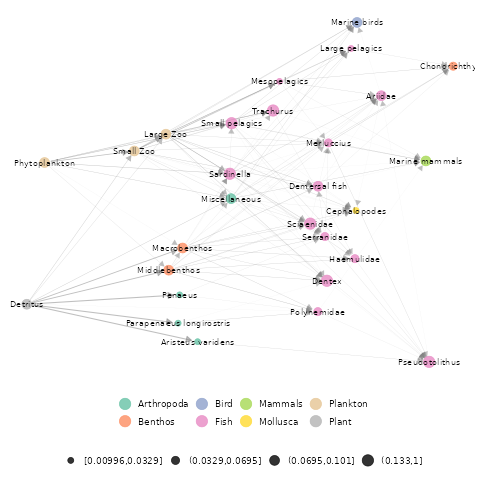 Marine birds
Large pelagics
Chondrichthy
Mesopelagics
Ariidae
Trachurus
Small pelagics
Large Zoo
Merluccius
Small Zoo
Phytoplankton
Marine mammals
Sardinella
Demersal fish
Miscellaneous
Cephalopodes
Sciaenidae
Serranidae
Macrobenthos
Haemulidae
Dentex
Penaeus
Detritus
Polynemidae
Parapenaeus longirostris
Aristeus varidens
Pseudotolithus
Arthropoda Bird Mammals Plankton
Benthos Fish Mollusca Plant
[0.00996,0.0329] (0.0329,0.0695] (0.0695,0.101] (0.133,1]